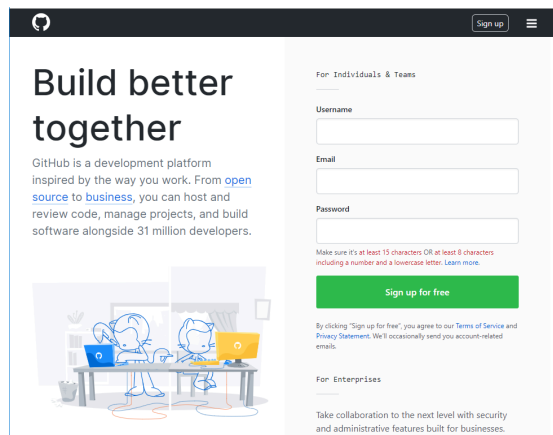 Sign up
Build better
together
GitHub is a development platform
inspired by the way you work. From open
source to business, you can host and
review code, manage projects, and build
software alongside 31 million developers.
For Individuals & Teams
Username
Email
Password
Make sure it's at least 15 characters OR at least 8 characters
including a number and a lowercase letter. Learn more.
Sign up for free
By clicking "Sign up for free", you agree to our Terms of Service and
Privacy Statement. We'll occasionally send you account-related
emails.
For Enterprises
Take collaboration to the next level with security
and administrative features built for businesses.